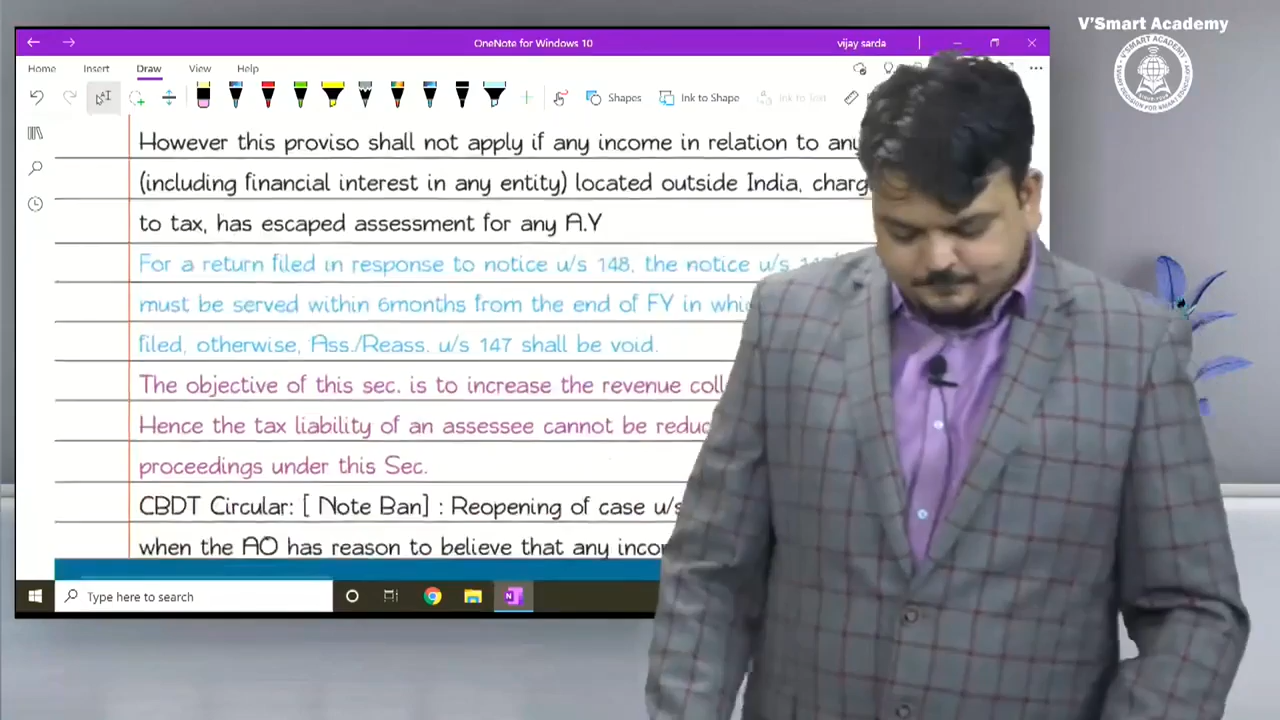 V'Smart Academy
OneNote for Windows 10
vijay sarda
Home Insert Draw View Help
Shapes Ink to Shape Ink to Text
However this proviso shall not apply if any income in relation to any
(including financial interest in any entity) located outside India, charg
to tax, has escaped assessment for any A.Y
For a return filed in response to notice u/s 148, the notice u/s
must be served within 6months from the end of FY in whic
filed, otherwise, Ass./Reass. u/s 147 shall be void.
The objective of this sec. is to increase the revenue coll
Hence the tax liability of an assessee cannot be reduc
proceedings under this Sec.
CBDT Circular: [ Note Ban] : Reopening of case u/s
when the AO has reason to believe that any incom
Type here to search